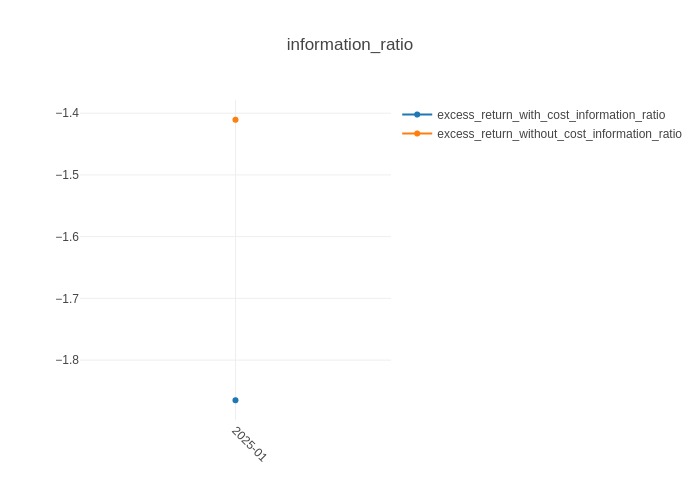 information_ratio
−1.4
−1.5
−1.6
−1.7
−1.8
2025-01
excess_return_with_cost_information_ratio
excess_return_without_cost_information_ratio